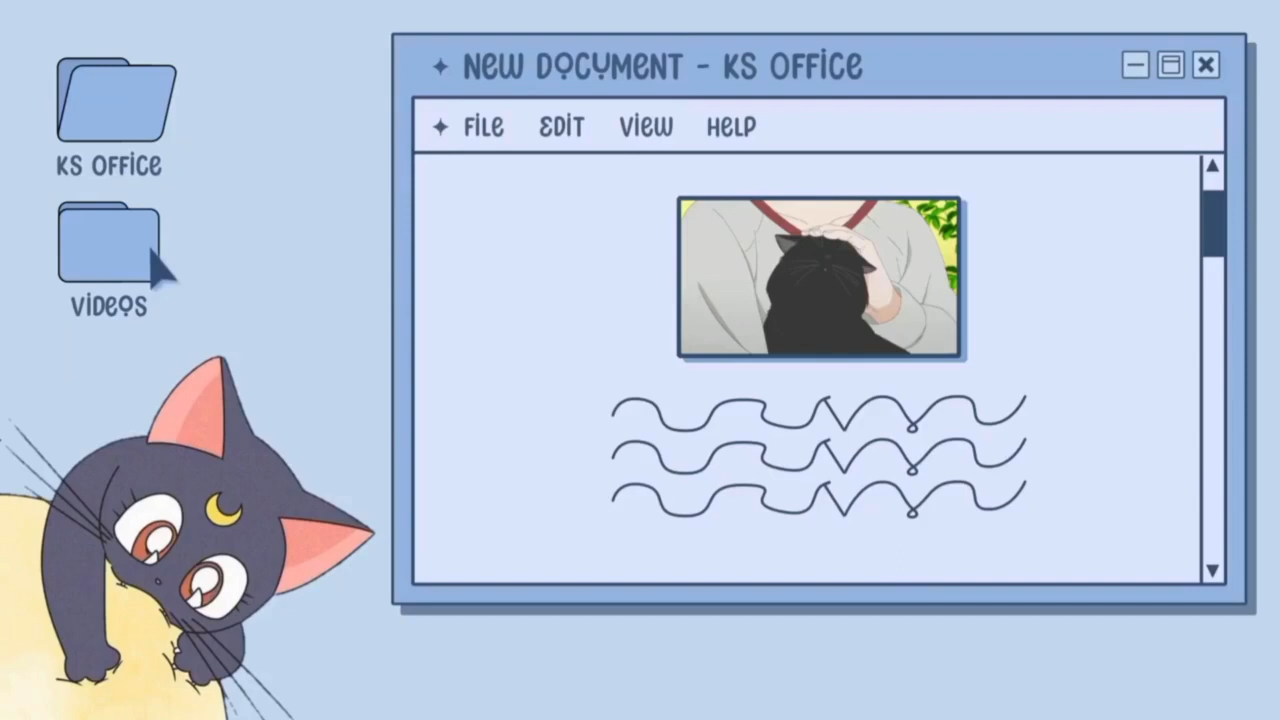 KS OFFICE
VIDEOS
NEW DOCUMENT - KS OFFICE
FILE EDIT VIEW HELP